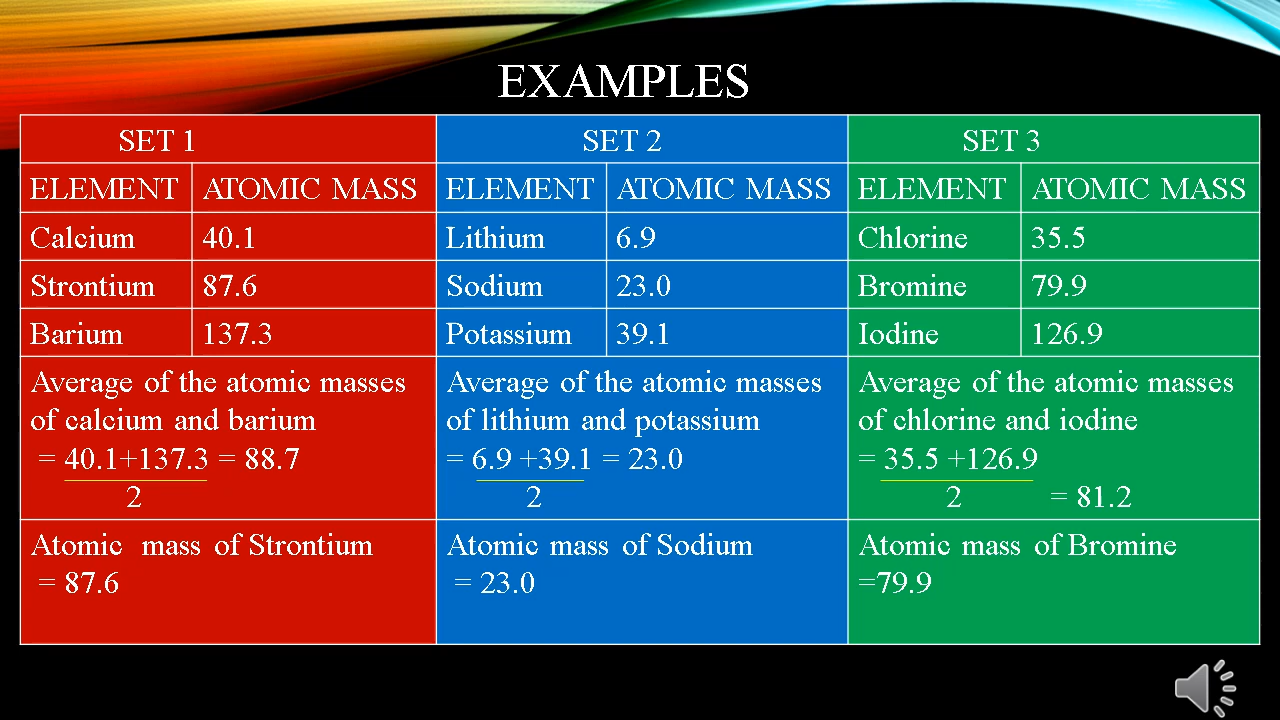 EXAMPLES
SET 1 SET 2 SET 3
ELEMENT ATOMIC MASS ELEMENT ATOMIC MASS ELEMENT ATOMIC MASS
Calcium 40.1 Lithium 6.9 Chlorine 35.5
Strontium 87.6 Sodium 23.0 Bromine 79.9
Barium 137.3 Potassium 39.1 Iodine 126.9
Average of the atomic masses
of calcium and barium
= 40.1+137.3 = 88.7
2
Average of the atomic masses
of lithium and potassium
= 6.9 +39.1 = 23.0
2
Average of the atomic masses
of chlorine and iodine
= 35.5 +126.9
2 = 81.2
Atomic mass of Strontium
= 87.6
Atomic mass of Sodium
= 23.0
Atomic mass of Bromine
=79.9